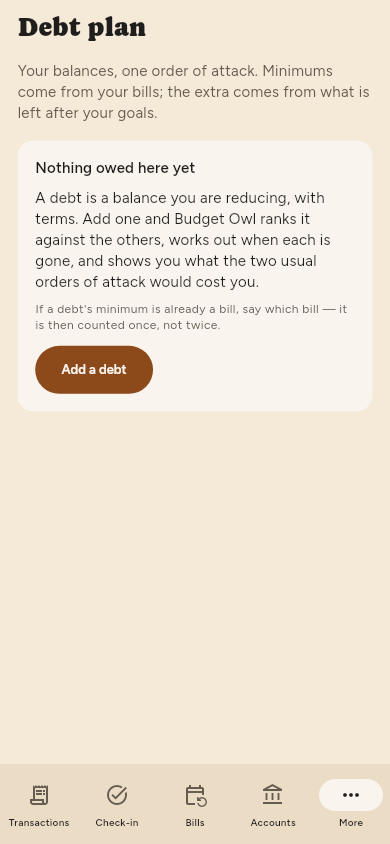 Debt plan
Your balances, one order of attack. Minimums
come from your bills; the extra comes from what is
left after your goals.
Nothing owed here yet
A debt is a balance you are reducing, with
terms. Add one and Budget Owl ranks it
against the others, works out when each is
gone, and shows you what the two usual
orders of attack would cost you.
If a debt's minimum is already a bill, say which bill — it
is then counted once, not twice.
Add a debt
Transactions
Check-in
Bills
Accounts
More